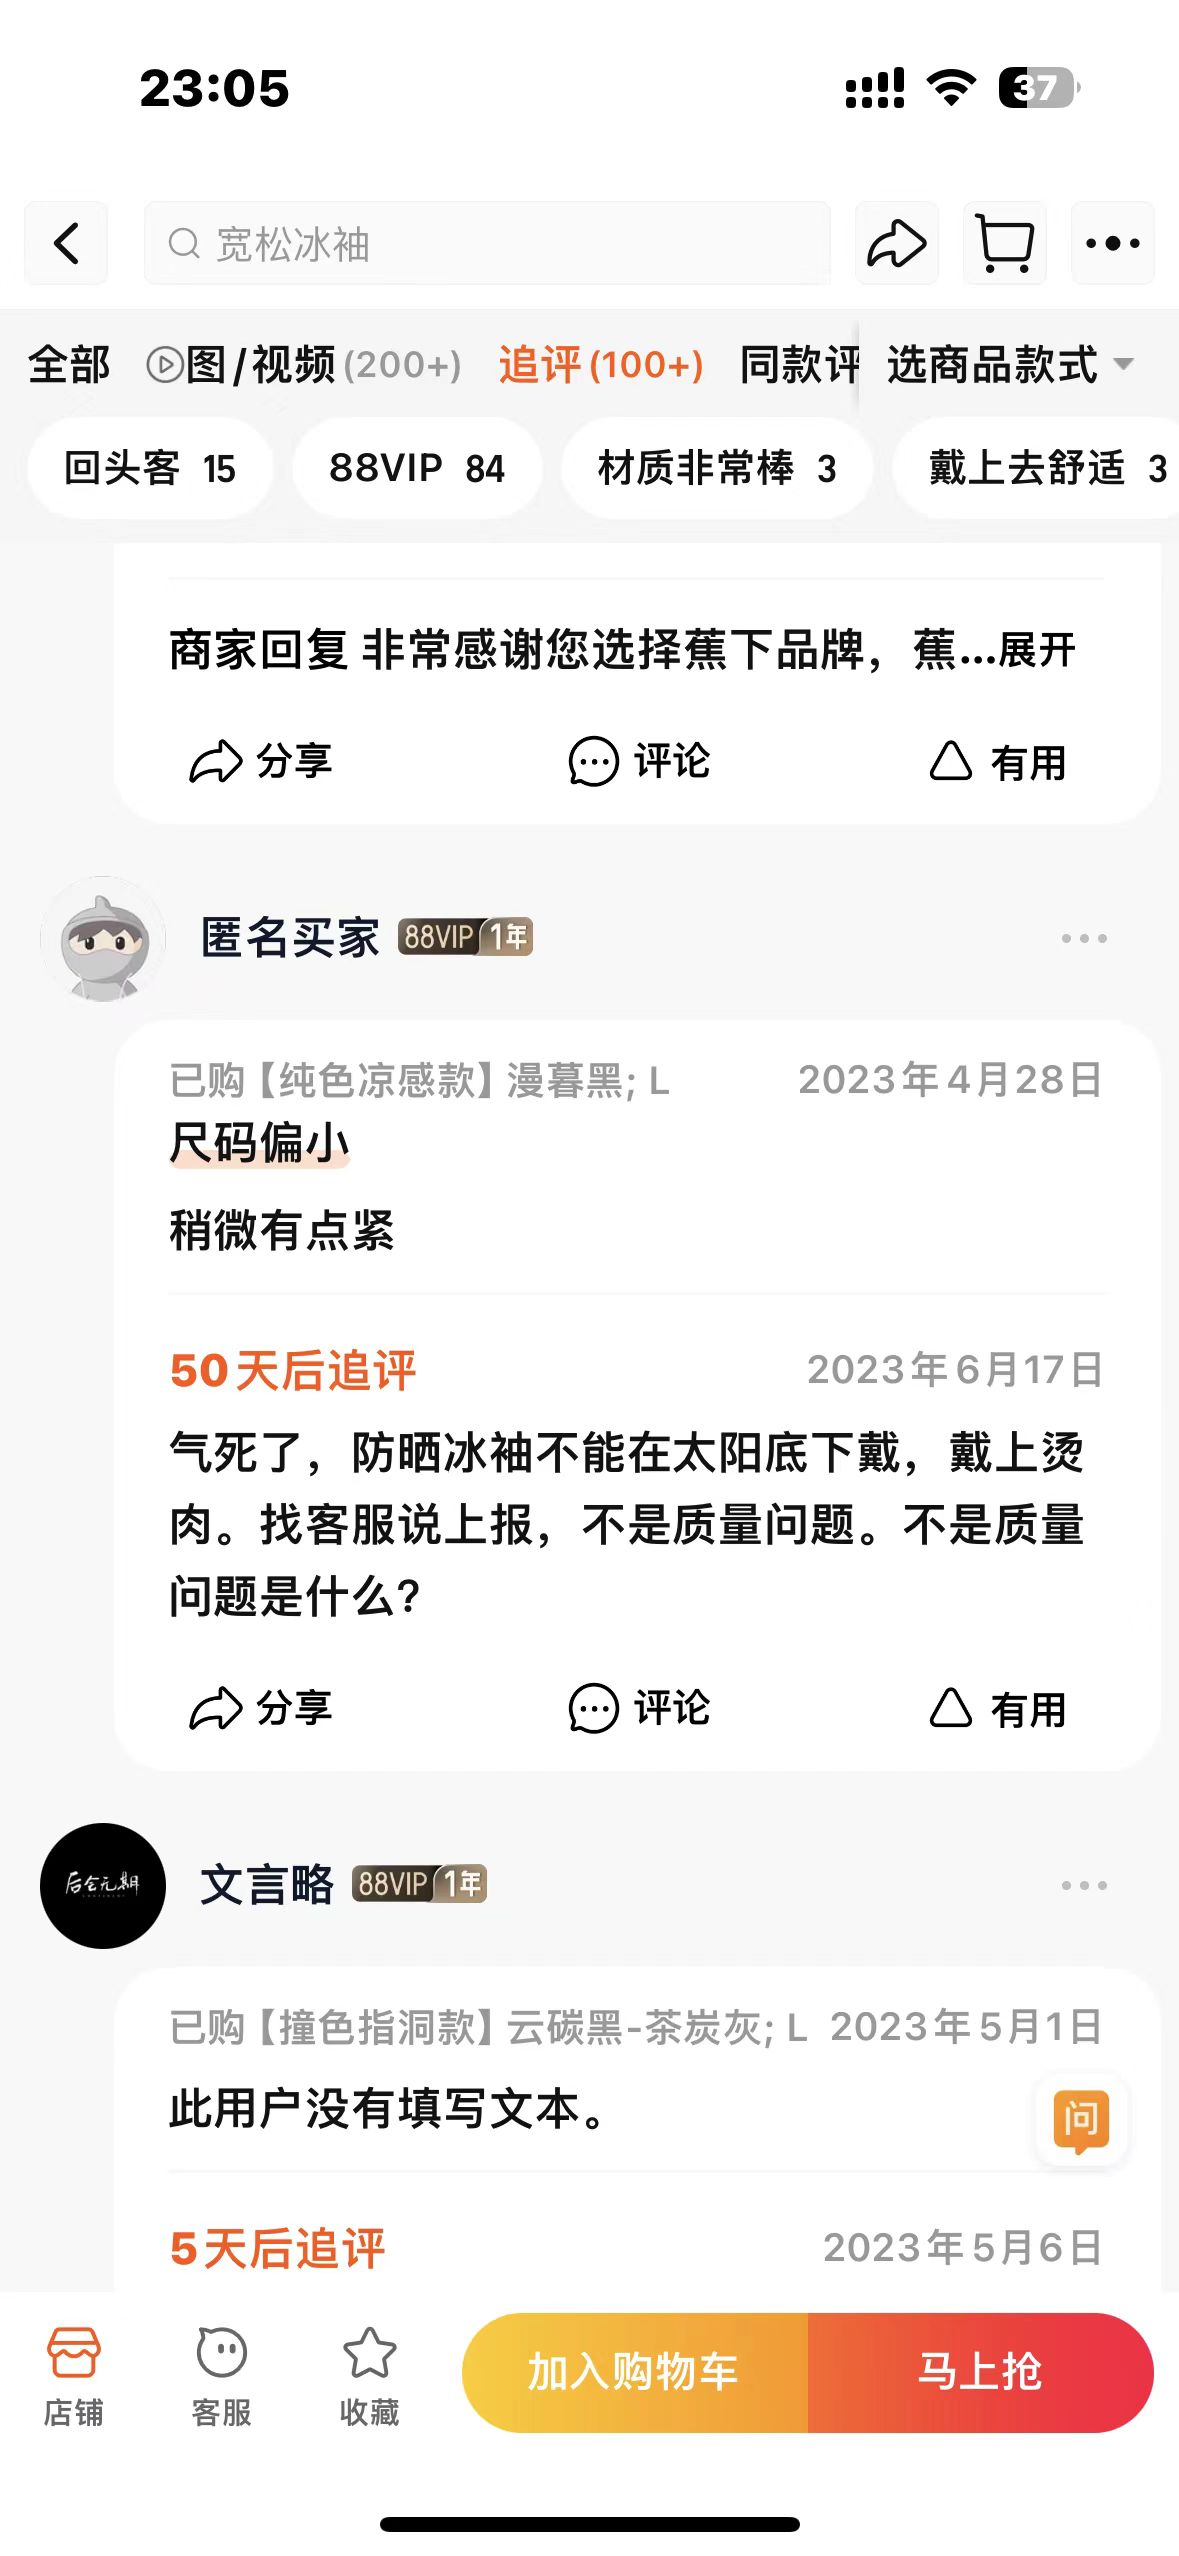 23:05
37
宽松冰袖
全部 图/视频(200+) 追评(100+) 同款评 选商品款式
回头客 15 88VIP 84 材质非常棒 3 戴上去舒适 3
商家回复 非常感谢您选择蕉下品牌，蕉...展开
分享 评论 有用
匿名买家 88VIP 1年
已购【纯色凉感款】漫暮黑; L 2023年4月28日
尺码偏小
稍微有点紧
50天后追评 2023年6月17日
气死了，防晒冰袖不能在太阳底下戴，戴上烫
肉。找客服说上报，不是质量问题。不是质量
问题是什么？
分享 评论 有用
后会元期
文言略 88VIP 1年
已购【撞色指洞款】云碳黑-茶炭灰; L 2023年5月1日
此用户没有填写文本。
问
5天后追评 2023年5月6日
店铺 客服 收藏 加入购物车 马上抢